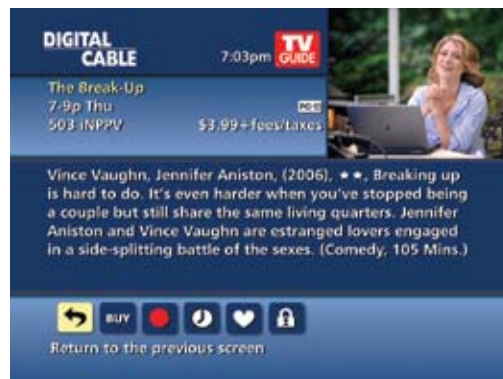 DIGITAL CABLE
7:03pm
TV GUIDE
The Break-Up
7-9p Thu
PG13
503 iNPPV
$3.99+fees/taxes
Vince Vaughn, Jennifer Aniston, (2006), ★★, Breaking up
is hard to do. It's even harder when you've stopped being
a couple but still share the same living quarters. Jennifer
Aniston and Vince Vaughn are estranged lovers engaged
in a side-splitting battle of the sexes. (Comedy, 105 Mins.)
BUY
Return to the previous screen